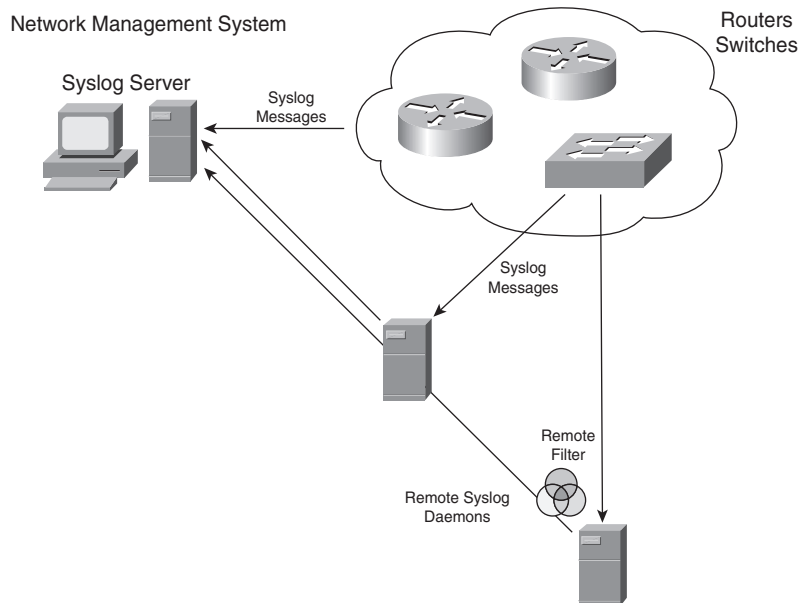 Network Management System
Routers
Switches
Syslog Server
Syslog
Messages
Syslog
Messages
Remote
Filter
Remote Syslog
Daemons